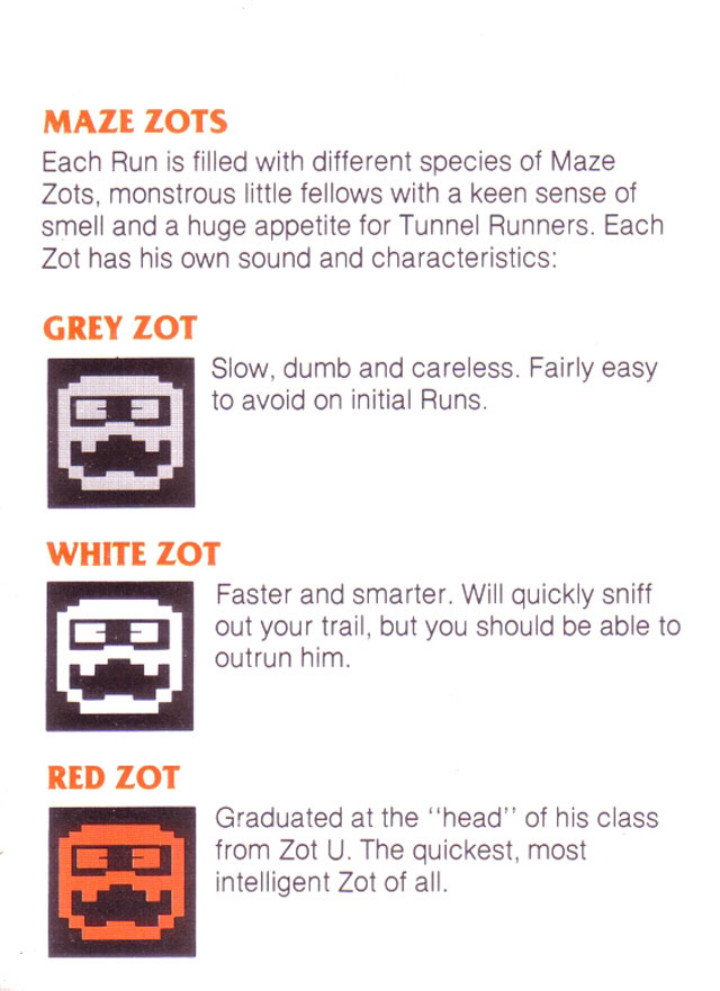 MAZE ZOTS
Each Run is filled with different species of Maze
Zots, monstrous little fellows with a keen sense of
smell and a huge appetite for Tunnel Runners. Each
Zot has his own sound and characteristics:
GREY ZOT
Slow, dumb and careless. Fairly easy
to avoid on initial Runs.
WHITE ZOT
Faster and smarter. Will quickly sniff
out your trail, but you should be able to
outrun him.
RED ZOT
Graduated at the "head" of his class
from Zot U. The quickest, most
intelligent Zot of all.